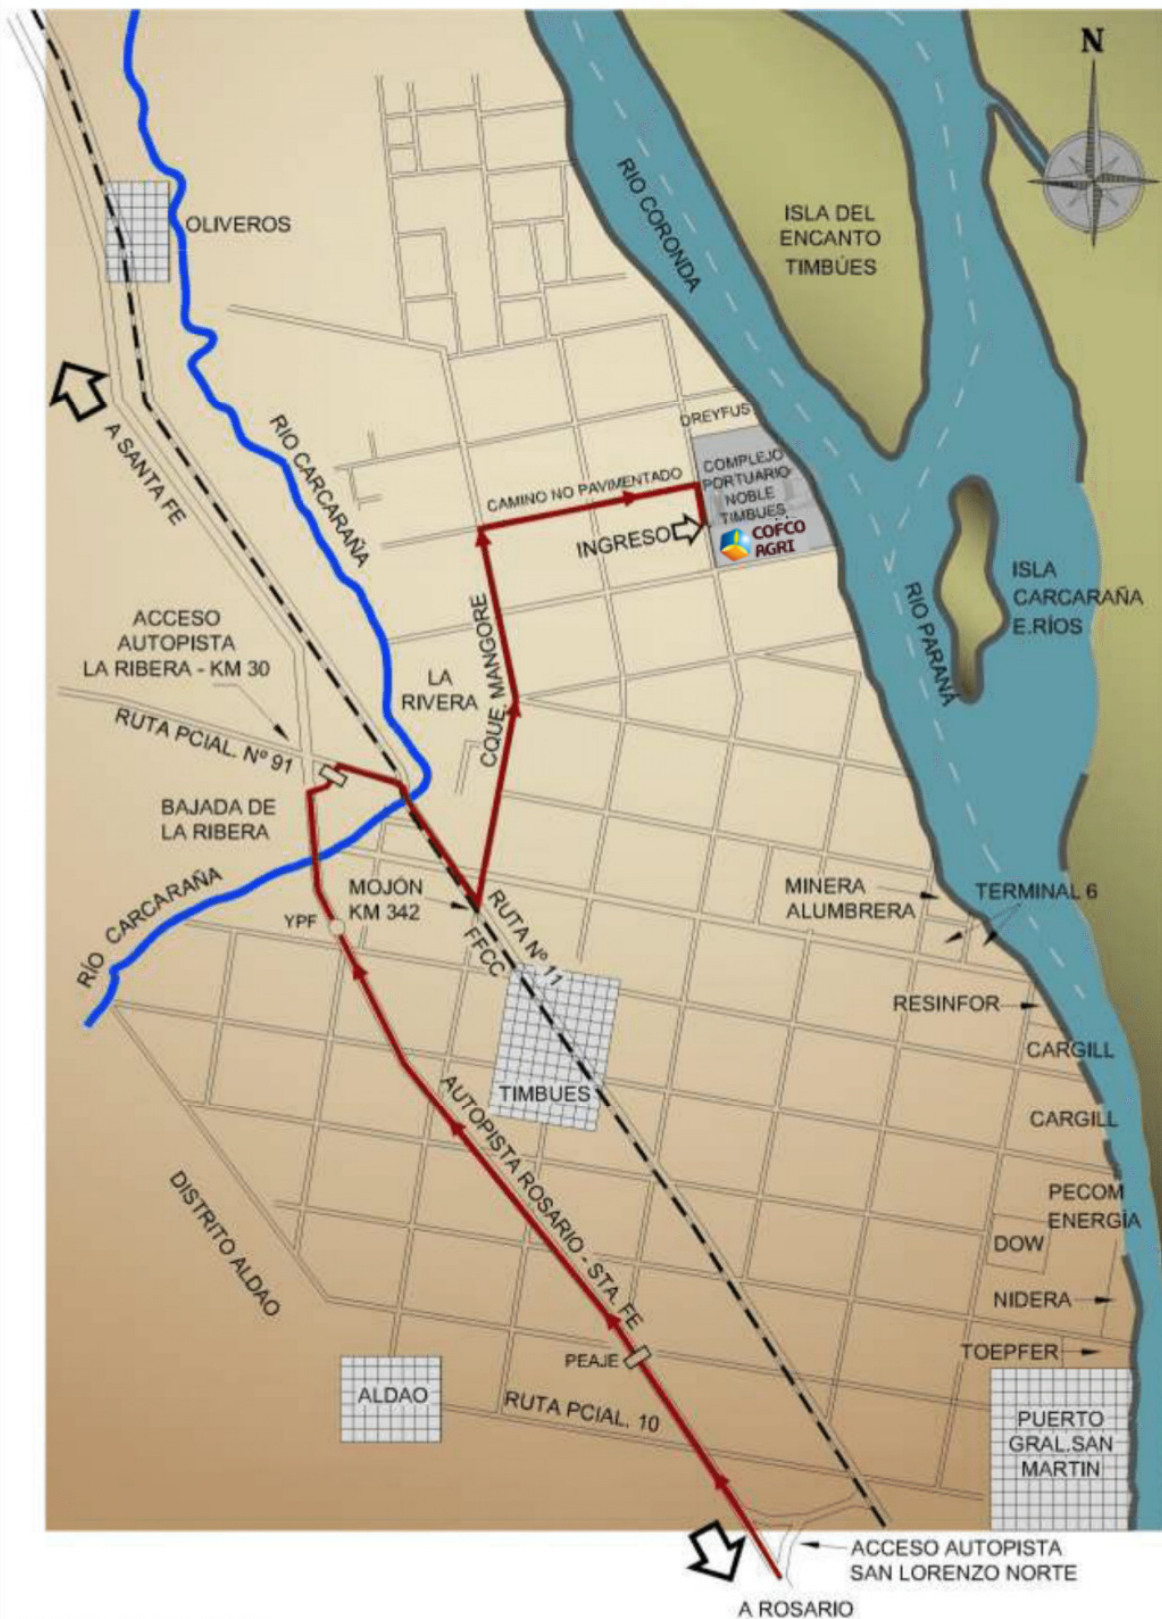 N
RIO CORONDA
ISLA DEL
ENCANTO
TIMBÚES
OLIVEROS
A SANTA FE
RIO CARCARAÑA
DREYFUS
COMPLEJO
PORTUARIO
NOBLE
TIMBUES
CAMINO NO PAVIMENTADO
INGRESO
COFCO
AGRI
ISLA
CARCARAÑA
E.RÍOS
RIO PARANÁ
ACCESO
AUTOPISTA
LA RIBERA - KM 30
CQUE. MANGORE
LA
RIVERA
RUTA PCIAL. Nº 91
BAJADA DE
LA RIBERA
RÍO CARCARAÑA
MOJÓN
KM 342
YPF
RUTA Nº 11
FFCC
MINERA
ALUMBRERA
TERMINAL 6
RESINFOR
CARGILL
TIMBUES
CARGILL
AUTOPISTA ROSARIO - STA. FE
DISTRITO ALDAO
PECOM
ENERGÍA
DOW
NIDERA
TOEPFER
PEAJE
ALDAO
RUTA PCIAL. 10
PUERTO
GRAL.SAN
MARTIN
ACCESO AUTOPISTA
SAN LORENZO NORTE
A ROSARIO